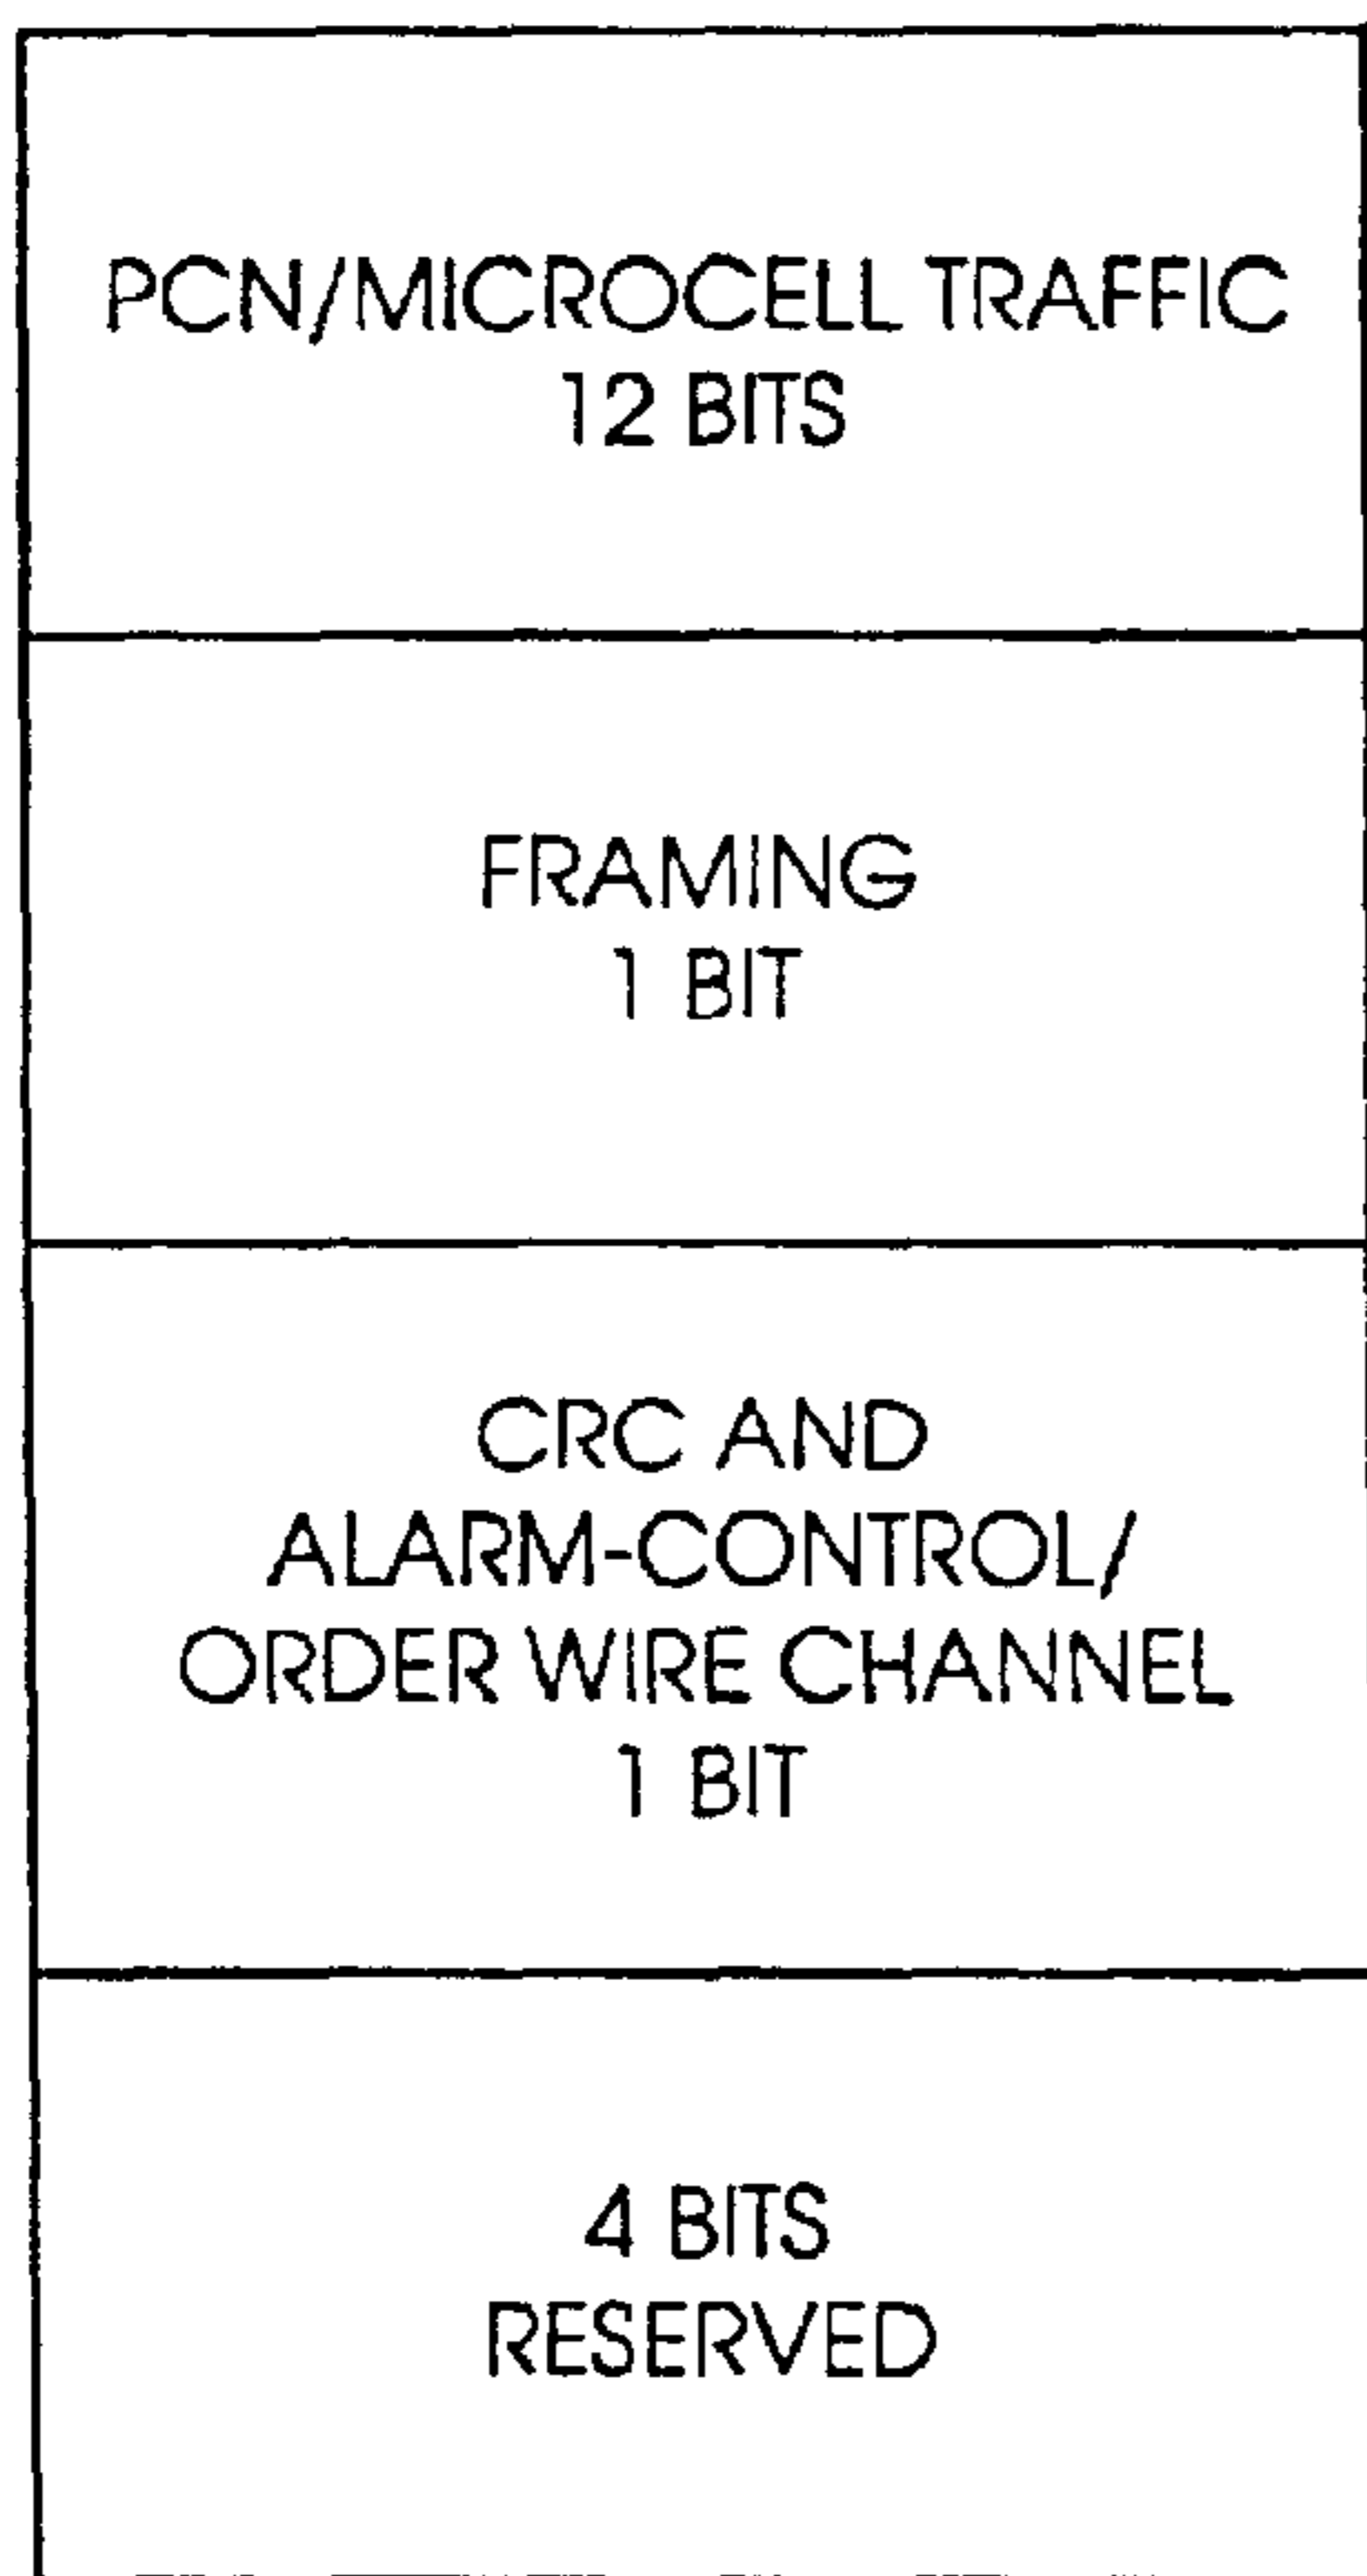 PCN/MICROCELL TRAFFIC
12 BITS
FRAMING
1 BIT
CRC AND
ALARM-CONTROL/
ORDER WIRE CHANNEL
1 BIT
4 BITS
RESERVED